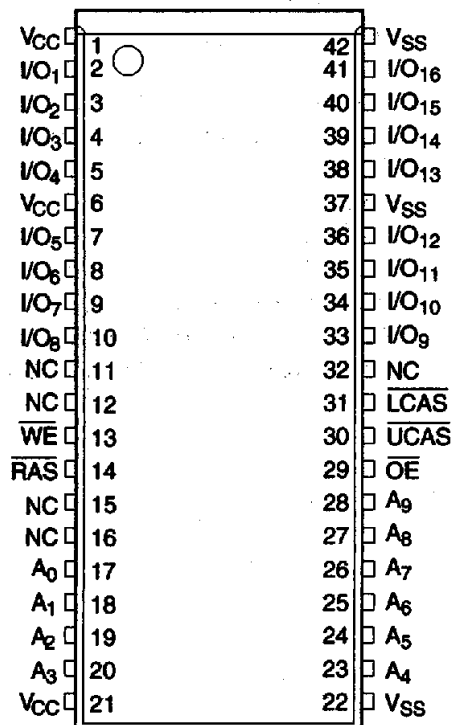 VCC 1 42 VSS
I/O1 2 41 I/O16
I/O2 3 40 I/O15
I/O3 4 39 I/O14
I/O4 5 38 I/O13
VCC 6 37 VSS
I/O5 7 36 I/O12
I/O6 8 35 I/O11
I/O7 9 34 I/O10
I/O8 10 33 I/O9
NC 11 32 NC
NC 12 31 LCAS
WE 13 30 UCAS
RAS 14 29 OE
NC 15 28 A9
NC 16 27 A8
A0 17 26 A7
A1 18 25 A6
A2 19 24 A5
A3 20 23 A4
VCC 21 22 VSS